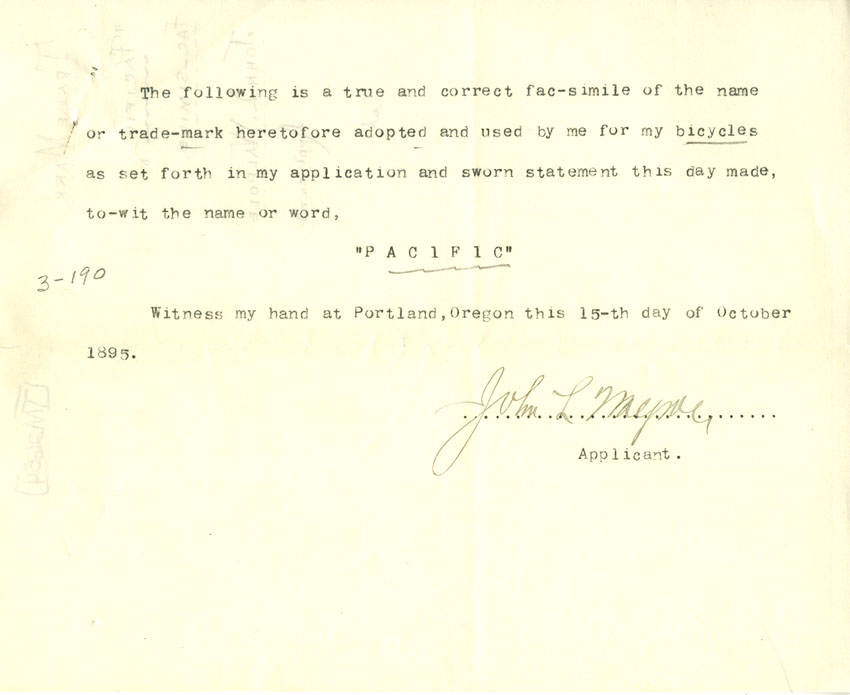 The following is a true and correct fac-simile of the name
or trade-mark heretofore adopted and used by me for my bicycles
as set forth in my application and sworn statement this day made,
to-wit the name or word,
"P A C 1 F 1 C"
3-190
Witness my hand at Portland,Oregon this 15-th day of October
1895.
John L
Applicant.